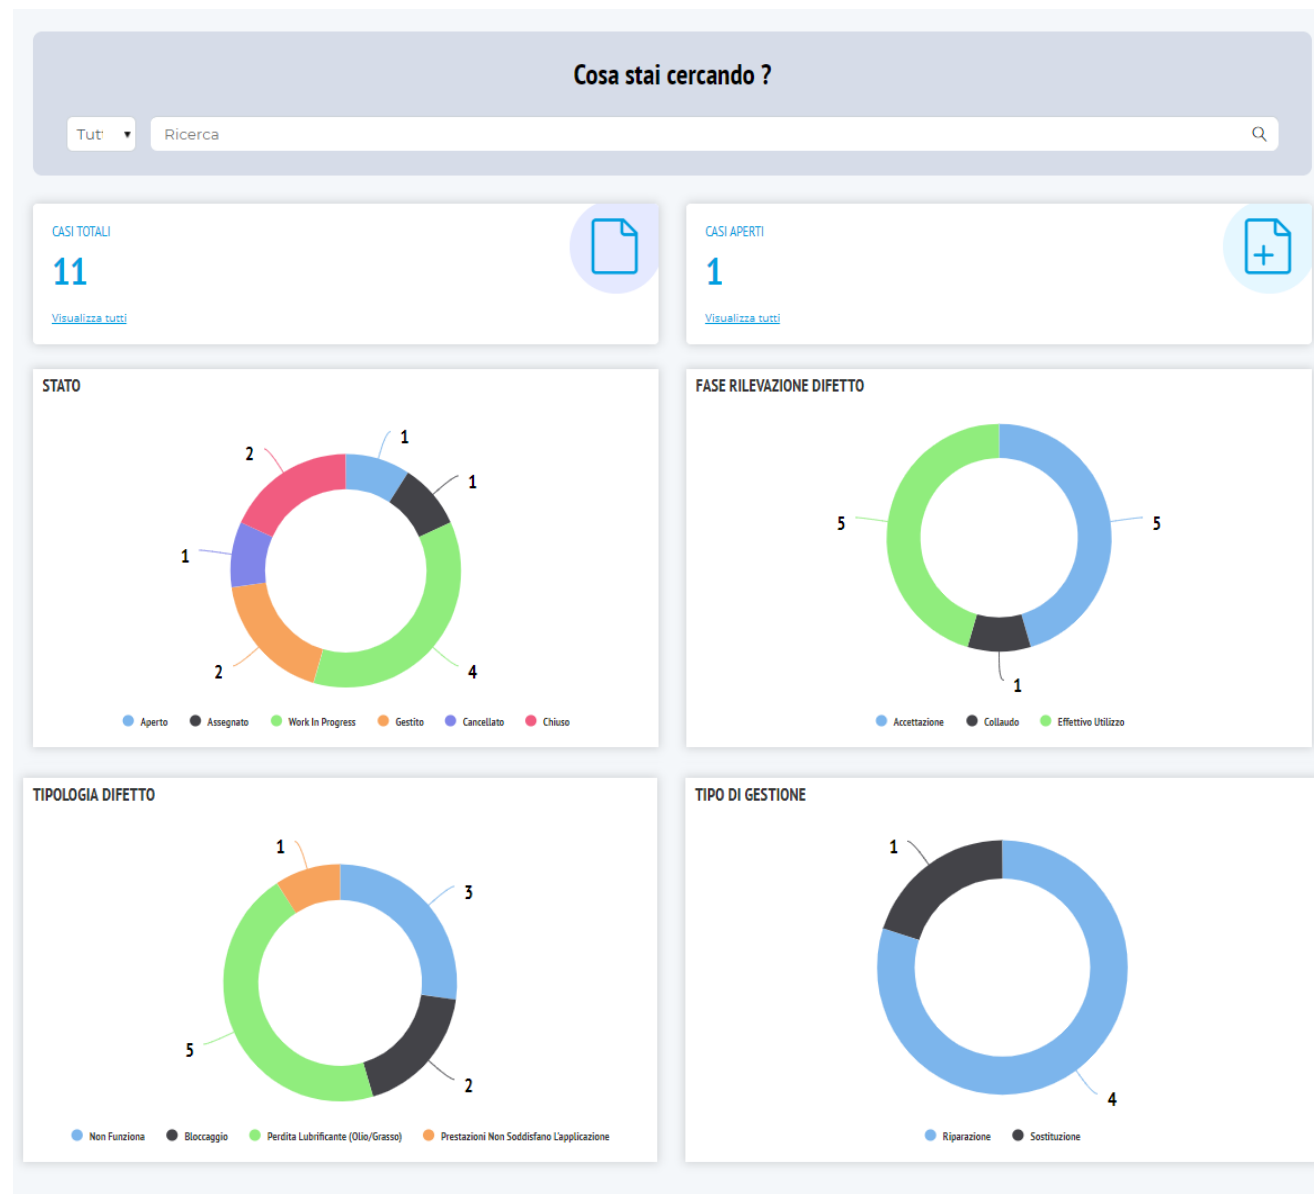 Cosa stai cercando ?
Tut
Ricerca
CASI TOTALI
11
Visualizza tutti
CASI APERTI
1
Visualizza tutti
STATO
1
1
4
2
1
2
Aperto Assegnato Work In Progress Gestito Cancellato Chiuso
FASE RILEVAZIONE DIFETTO
5
1
5
Accettazione Collaudo Effettivo Utilizzo
TIPOLOGIA DIFETTO
3
2
5
1
Non Funziona Bloccaggio Perdita Lubrificante (Olio/Grasso) Prestazioni Non Soddisfano L'applicazione
TIPO DI GESTIONE
4
1
Riparazione Sostituzione